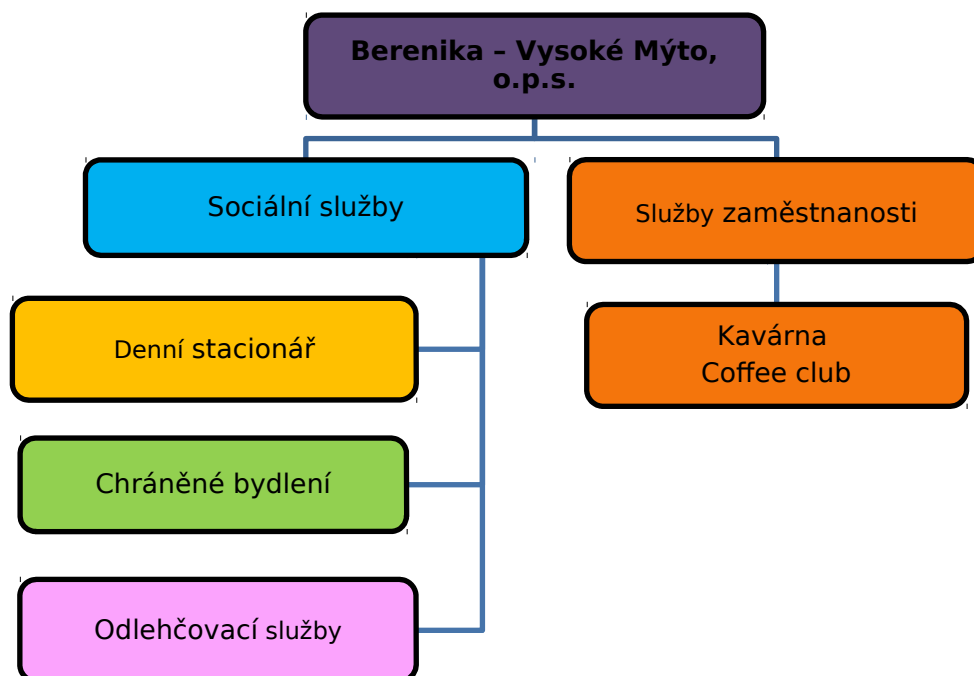 Berenika – Vysoké Mýto,
o.p.s.
Sociální služby
Služby zaměstnanosti
Denní stacionář
Kavárna
Coffee club
Chráněné bydlení
Odlehčovací služby